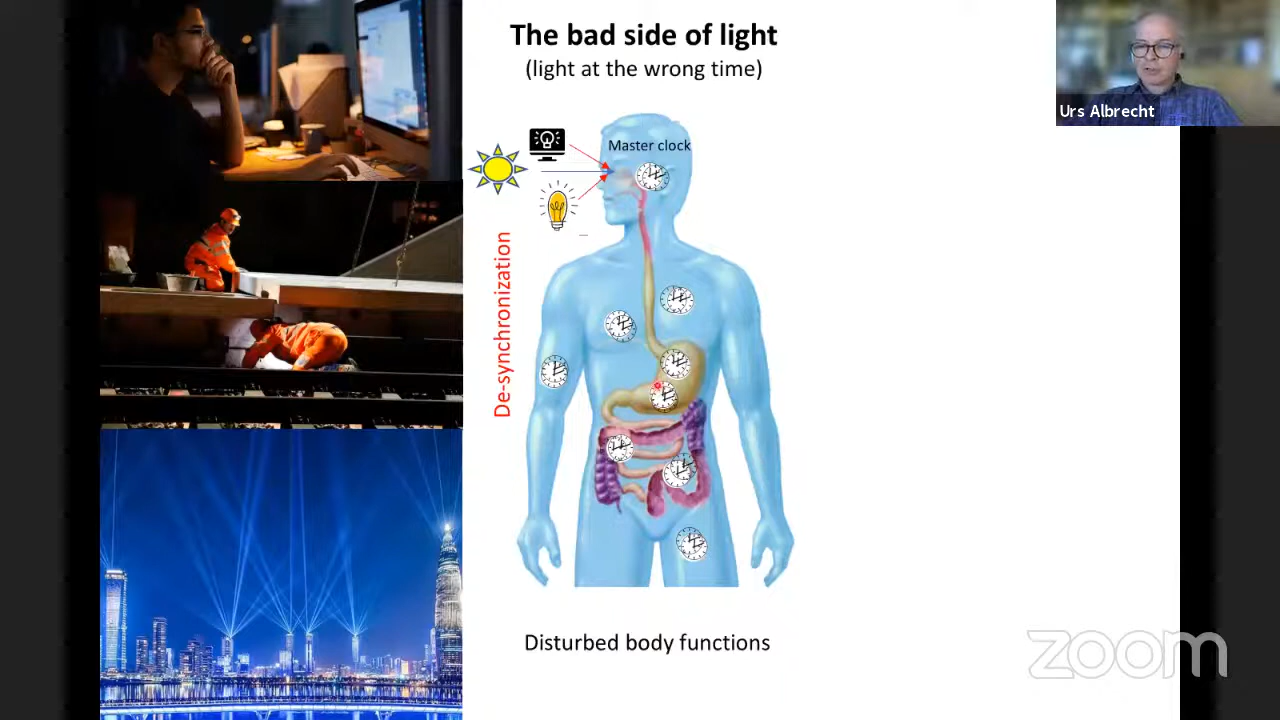 The bad side of light
(light at the wrong time)
Urs Albrecht
Master clock
De-synchronization
Disturbed body functions
zoom